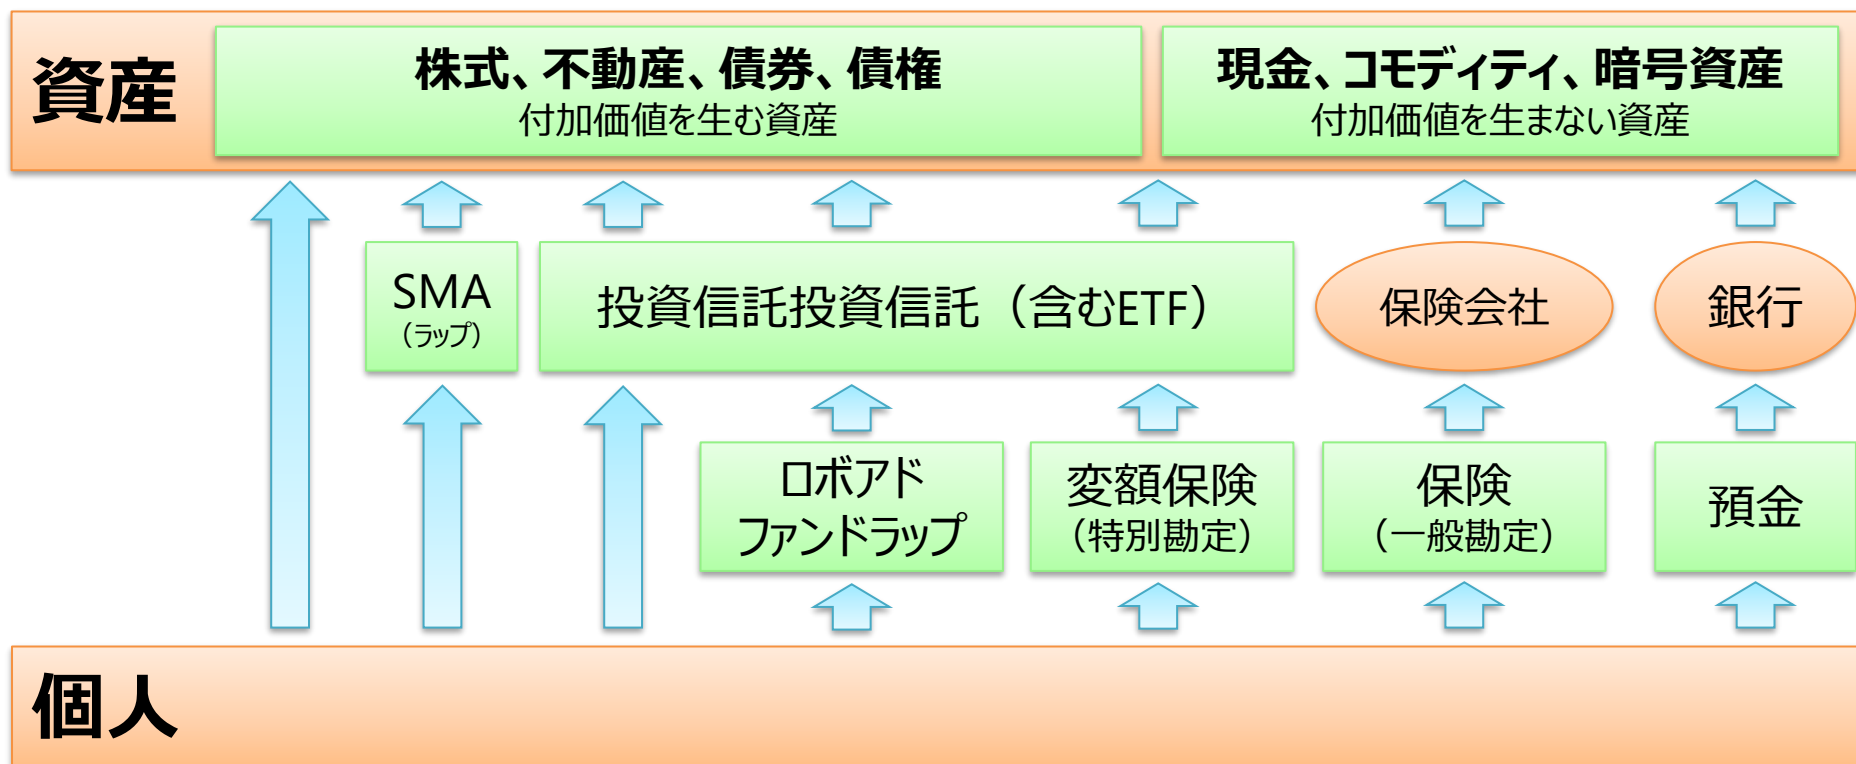 資産
株式、不動産、債券、債権
付加価値を生む資産
現金、コモディティ、暗号資産
付加価値を生まない資産
SMA
（ラップ）
投資信託投資信託（含むETF）
保険会社
銀行
ロボアド
ファンドラップ
変額保険
（特別勘定）
保険
（一般勘定）
預金
個人